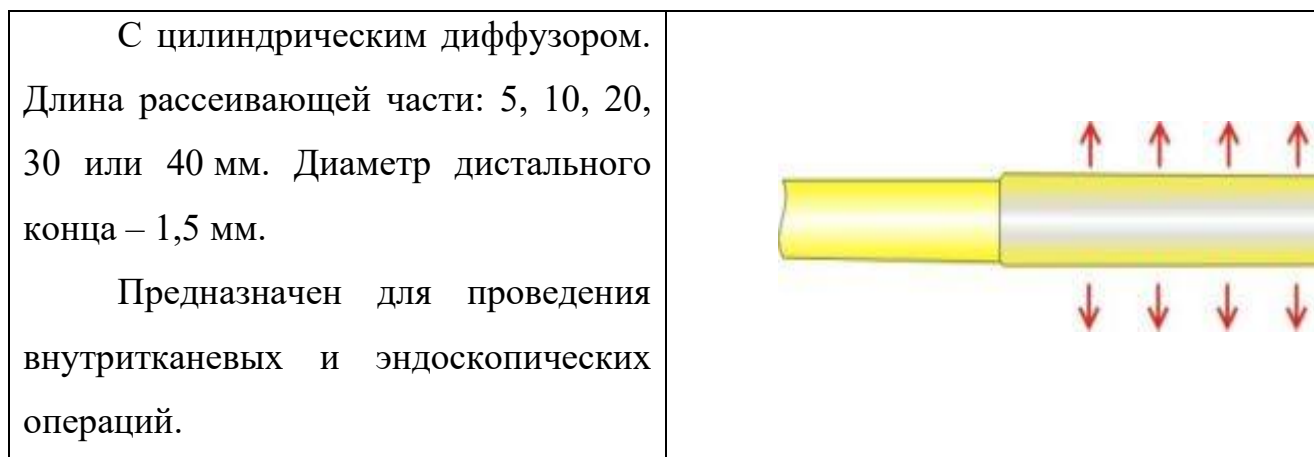 С цилиндрическим диффузором.
Длина рассеивающей части: 5, 10, 20,
30 или 40 мм. Диаметр дистального
конца – 1,5 мм.
Предназначен для проведения
внутритканевых и эндоскопических
операций.